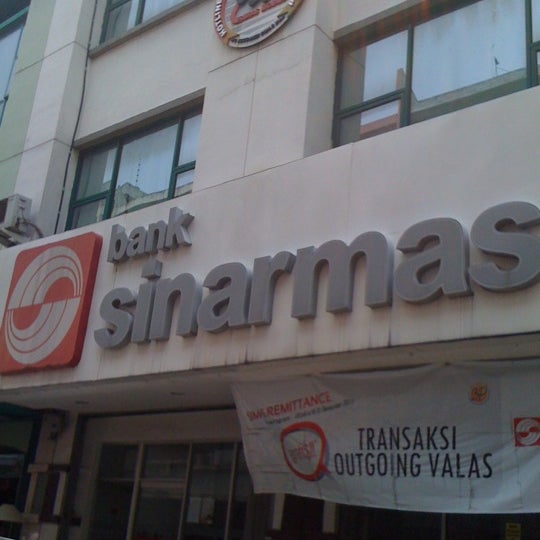 bank
sinarmas
SIMAS REMITTANCE
TRANSAKSI
OUTGOING VALAS